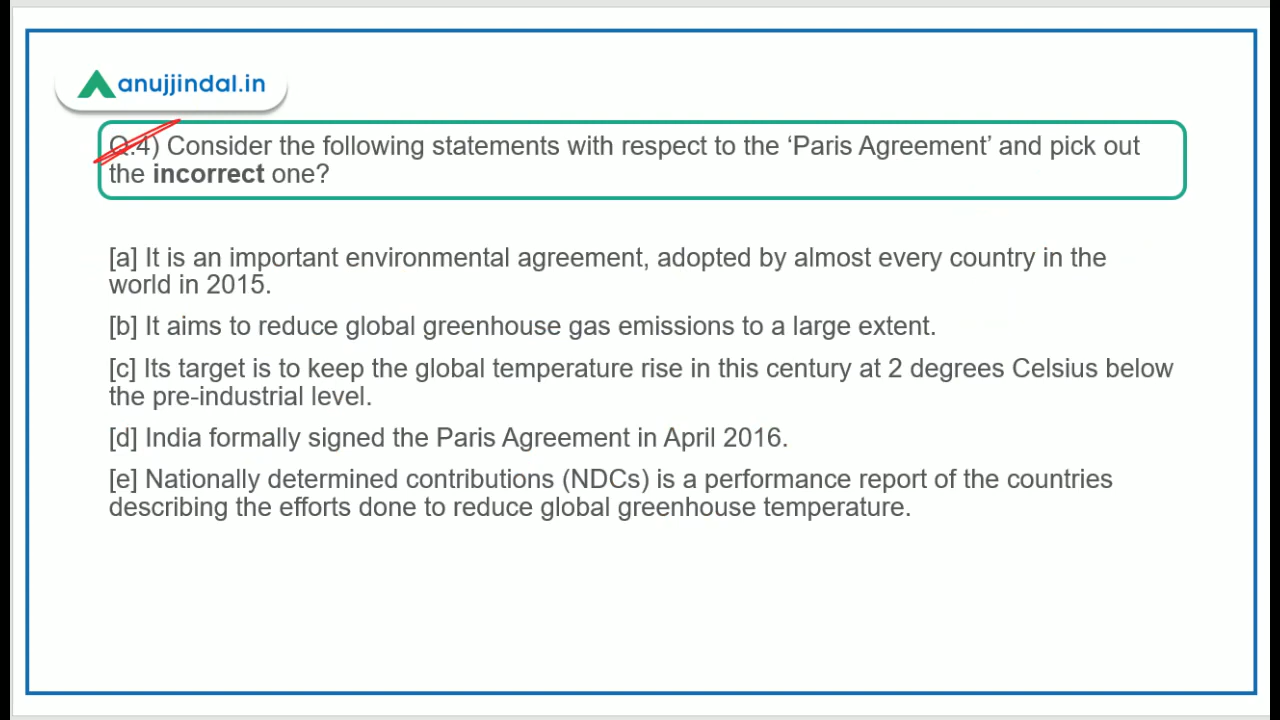 anujjindal.in
Q.4) Consider the following statements with respect to the ‘Paris Agreement’ and pick out
the incorrect one?
[a] It is an important environmental agreement, adopted by almost every country in the
world in 2015.
[b] It aims to reduce global greenhouse gas emissions to a large extent.
[c] Its target is to keep the global temperature rise in this century at 2 degrees Celsius below
the pre-industrial level.
[d] India formally signed the Paris Agreement in April 2016.
[e] Nationally determined contributions (NDCs) is a performance report of the countries
describing the efforts done to reduce global greenhouse temperature.